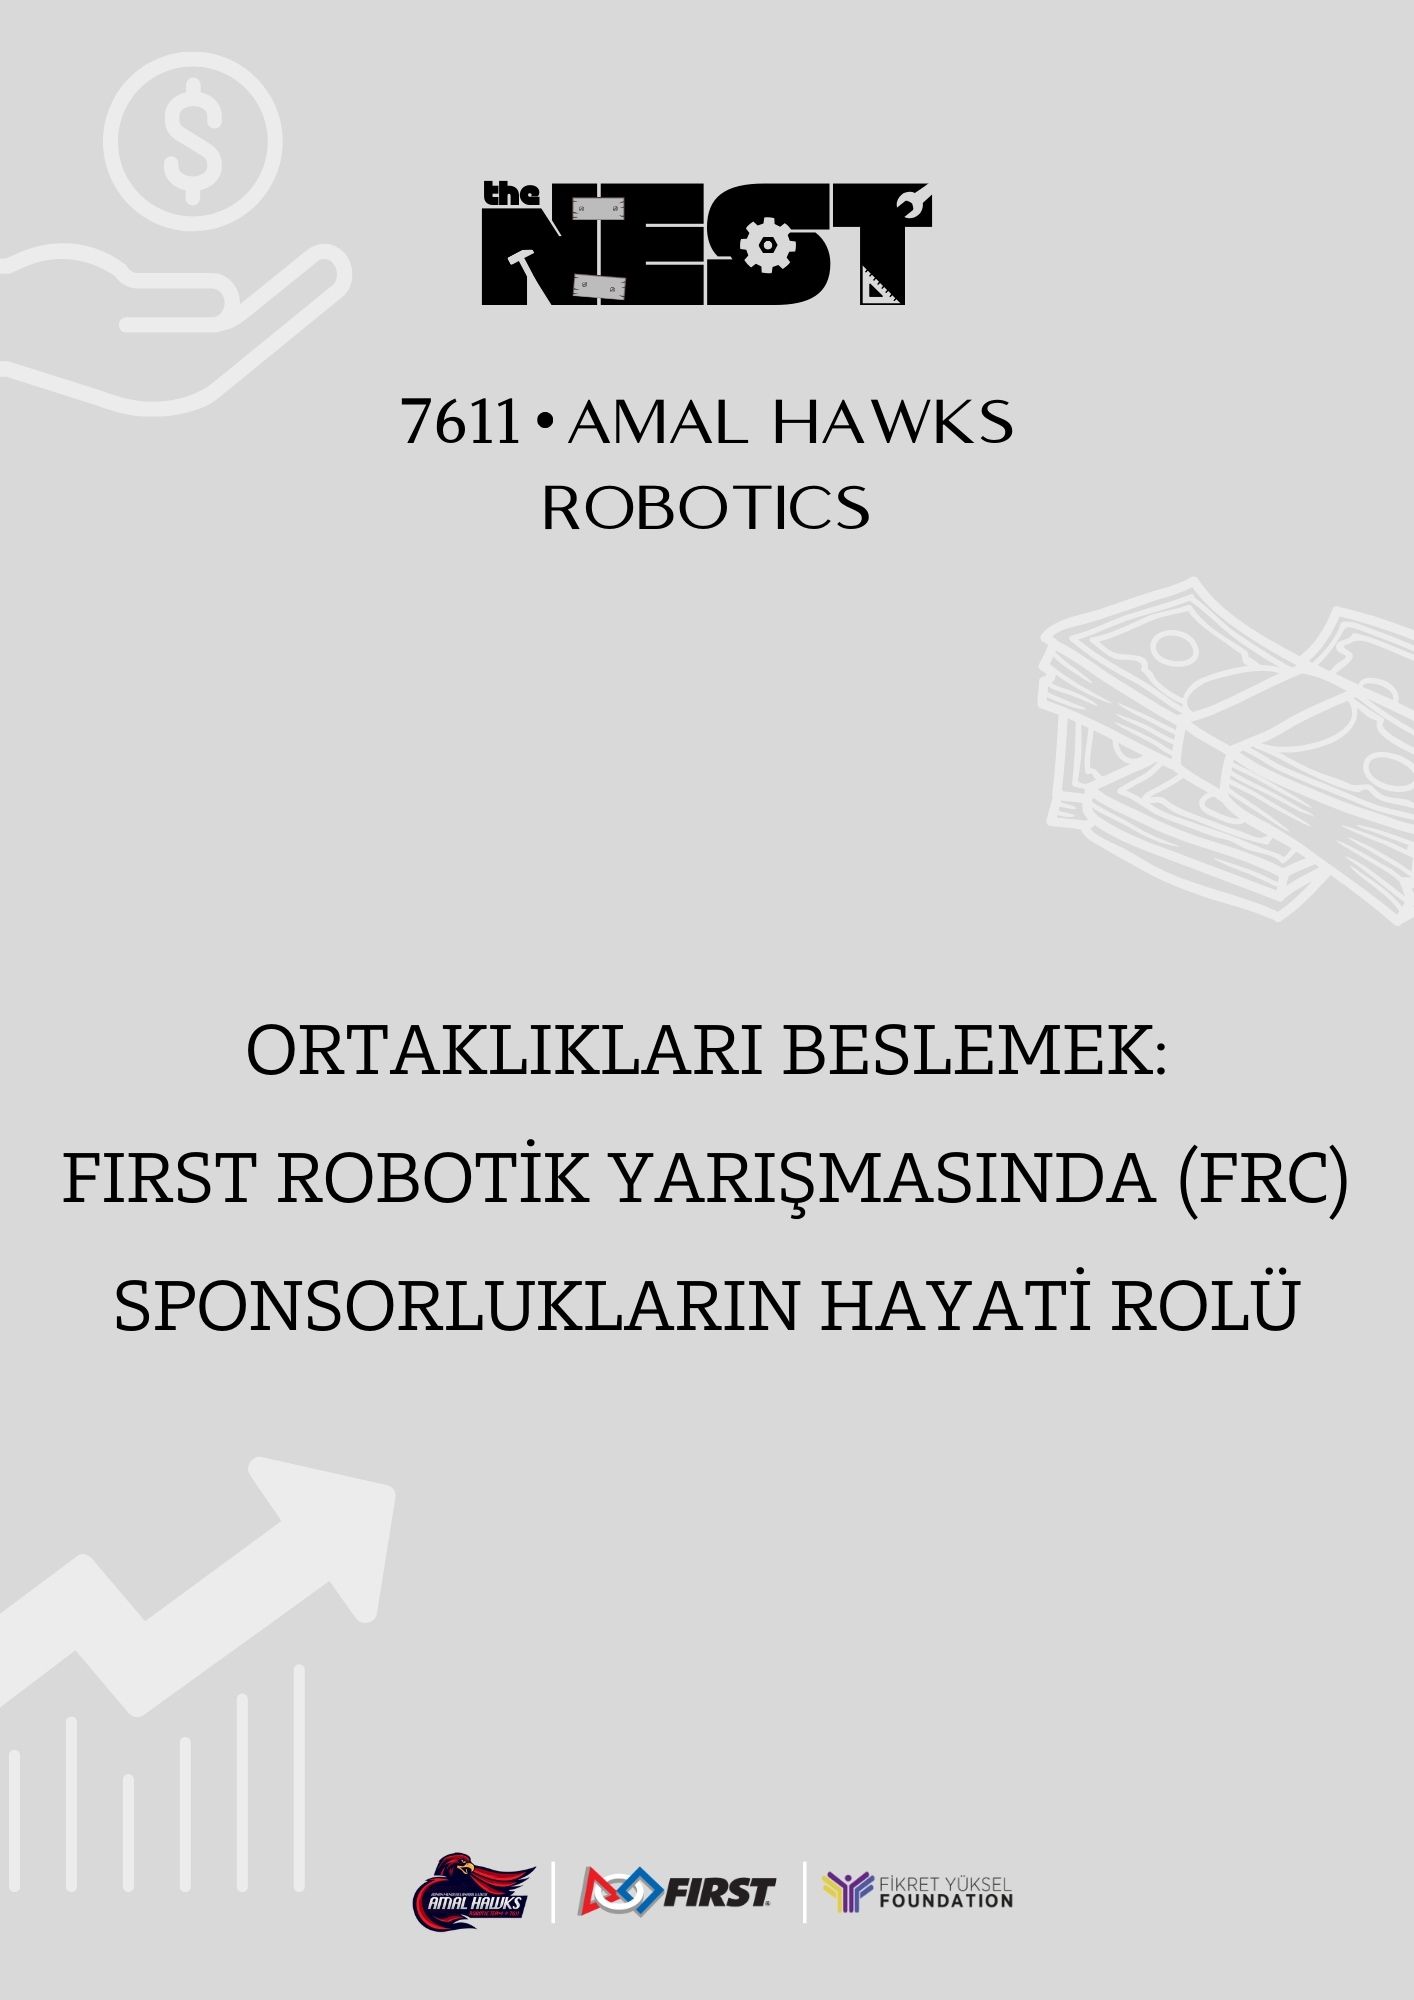 the
NEST
7611 • AMAL HAWKS
ROBOTICS
ORTAKLIKLARI BESLEMEK:
FIRST ROBOTİK YARIŞMASINDA (FRC)
SPONSORLUKLARIN HAYATİ ROLÜ
AMAL HAWKS
FIRST
FİKRET YÜKSEL
FOUNDATION